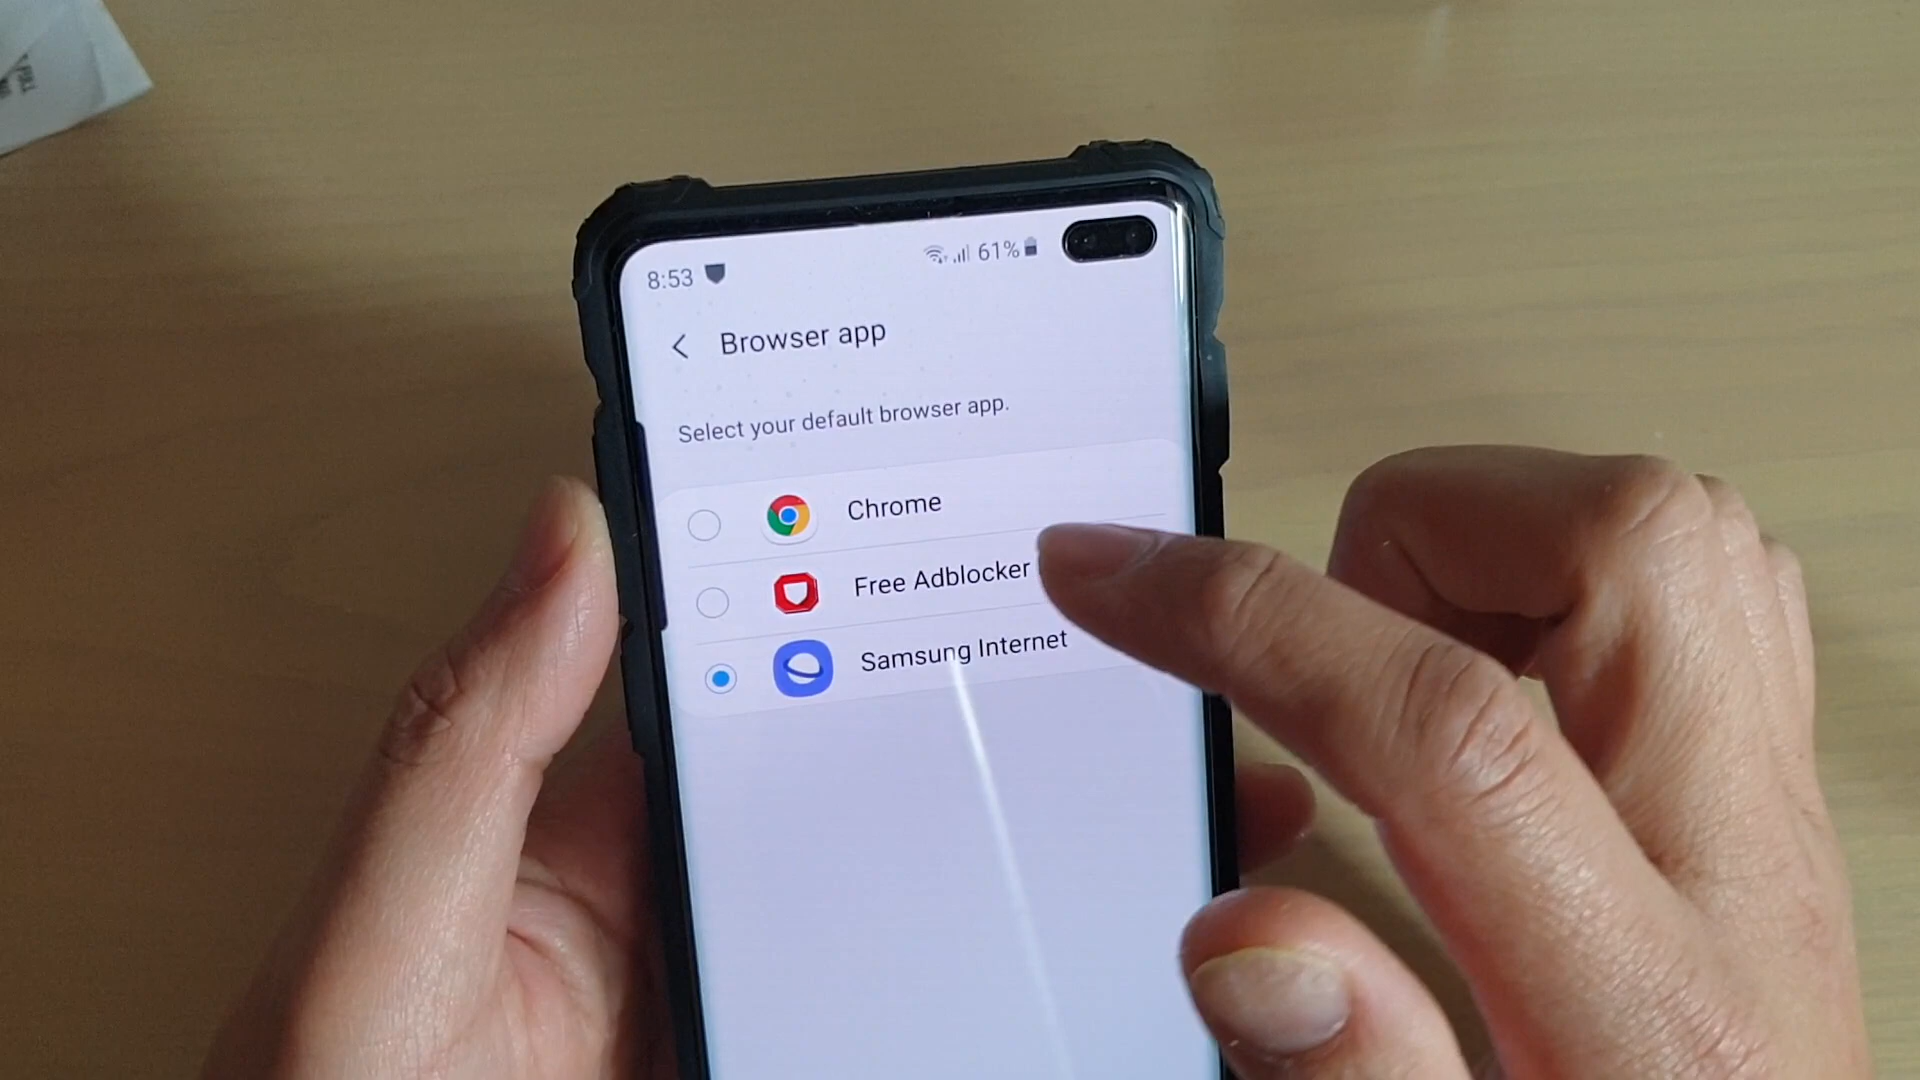 8:53 61%
Browser app
Select your default browser app.
Chrome
Free Adblocker
Samsung Internet